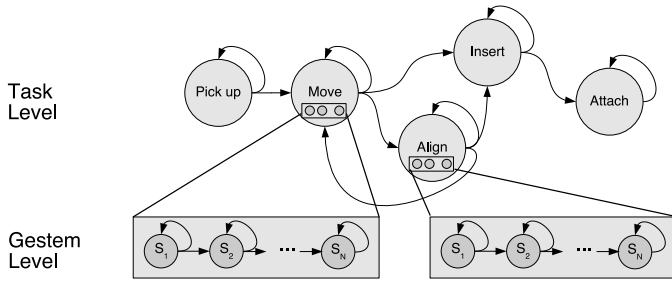 Task
Level
Pick up
Move
Insert
Attach
Align
Gestem
Level
S1 S2 ... SN
S1 S2 ... SN